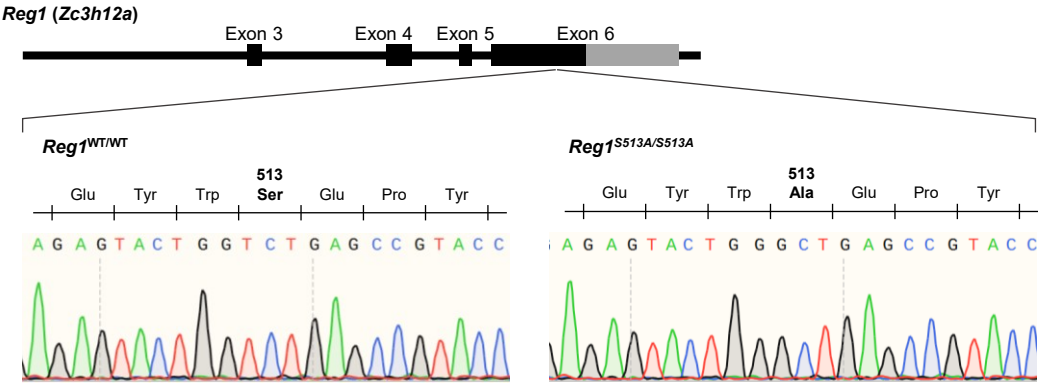 Reg1 (Zc3h12a)
Exon 3 Exon 4 Exon 5 Exon 6
Reg1WT/WT
513
Glu Tyr Trp Ser Glu Pro Tyr
A G A G T A C T G G T C T G A G C C G T A C C
Reg1S513A/S513A
513
Glu Tyr Trp Ala Glu Pro Tyr
A G A G T A C T G G G C T G A G C C G T A C C